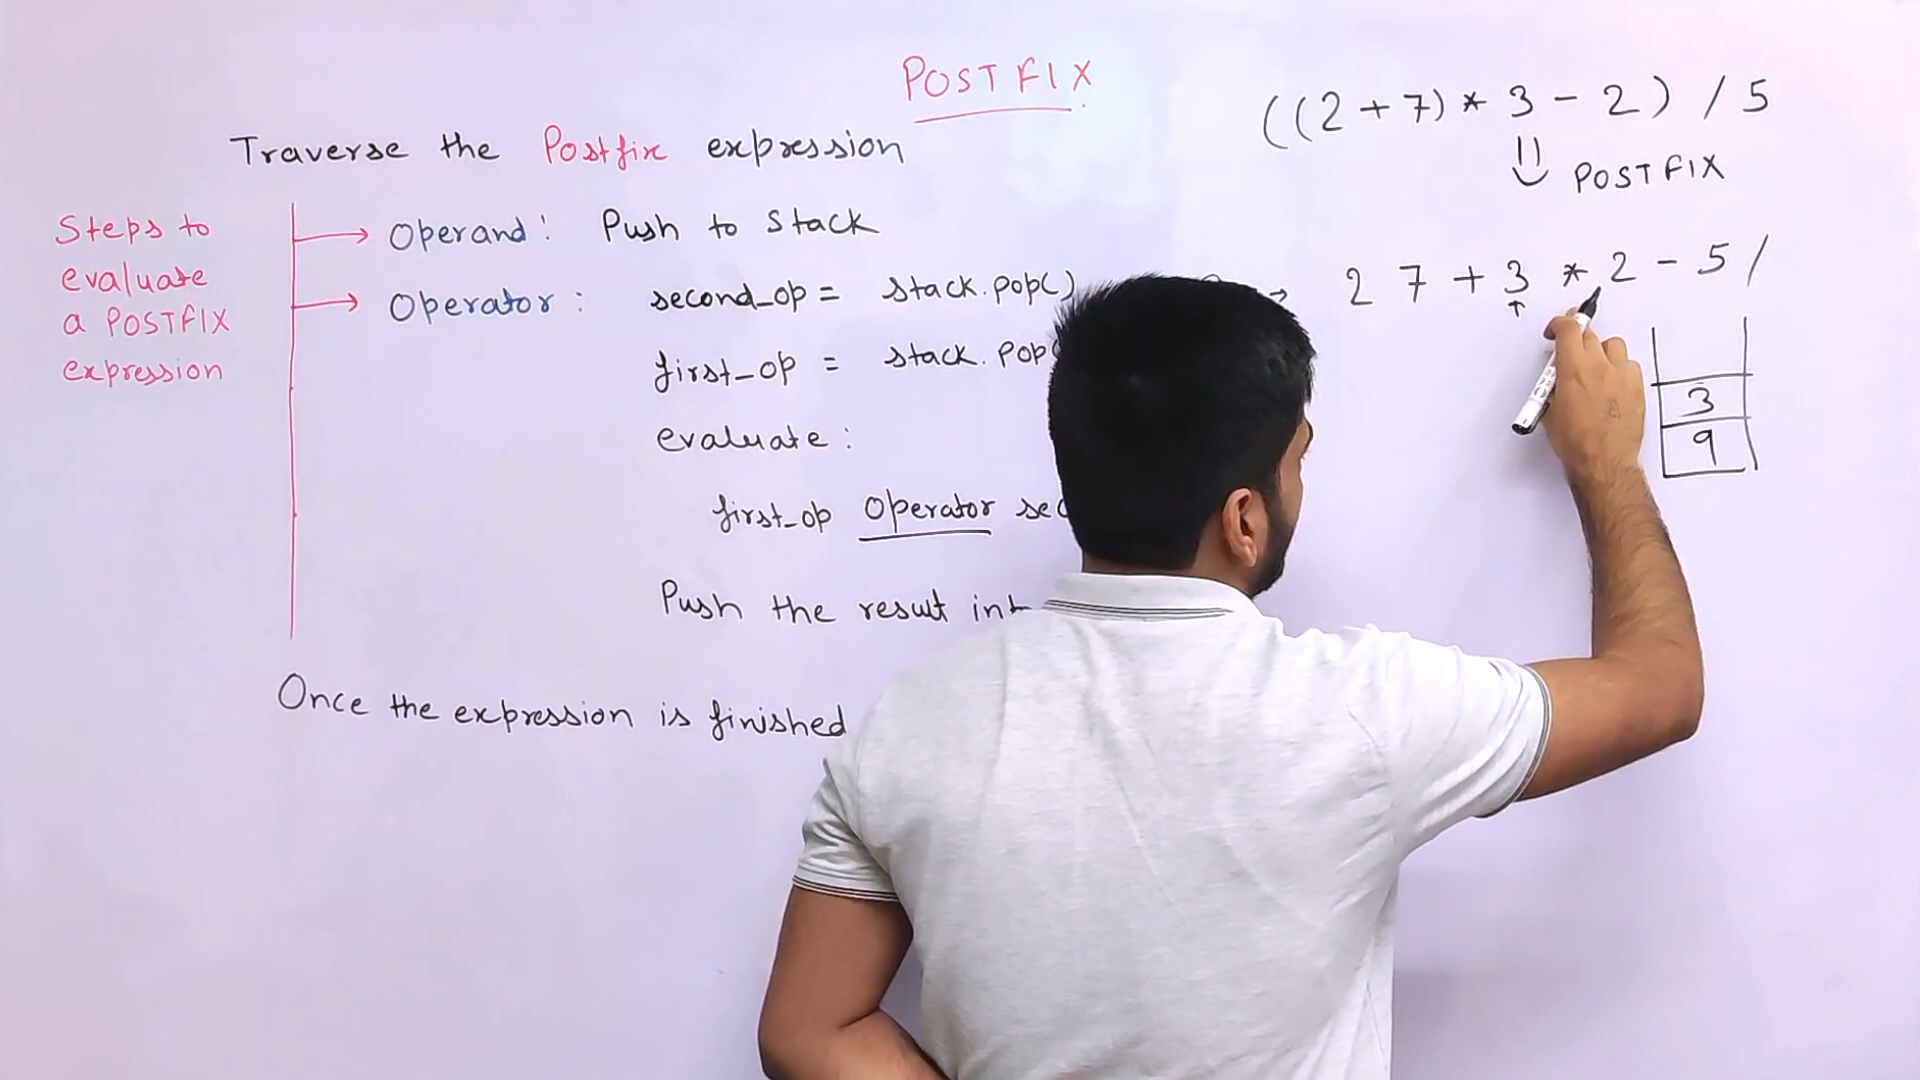 POSTFIX
((2 + 7) * 3 - 2) / 5
POSTFIX
Traverse the Postfix expression
Steps to
evaluate
a POSTFIX
expression
Operand: Push to Stack
Operator: second_op = stack.pop()
first_op = stack.pop(
evaluate:
first_op operator
Push the result
Once the expression is finished
2 7 + 3 * 2 - 5 /
3
9